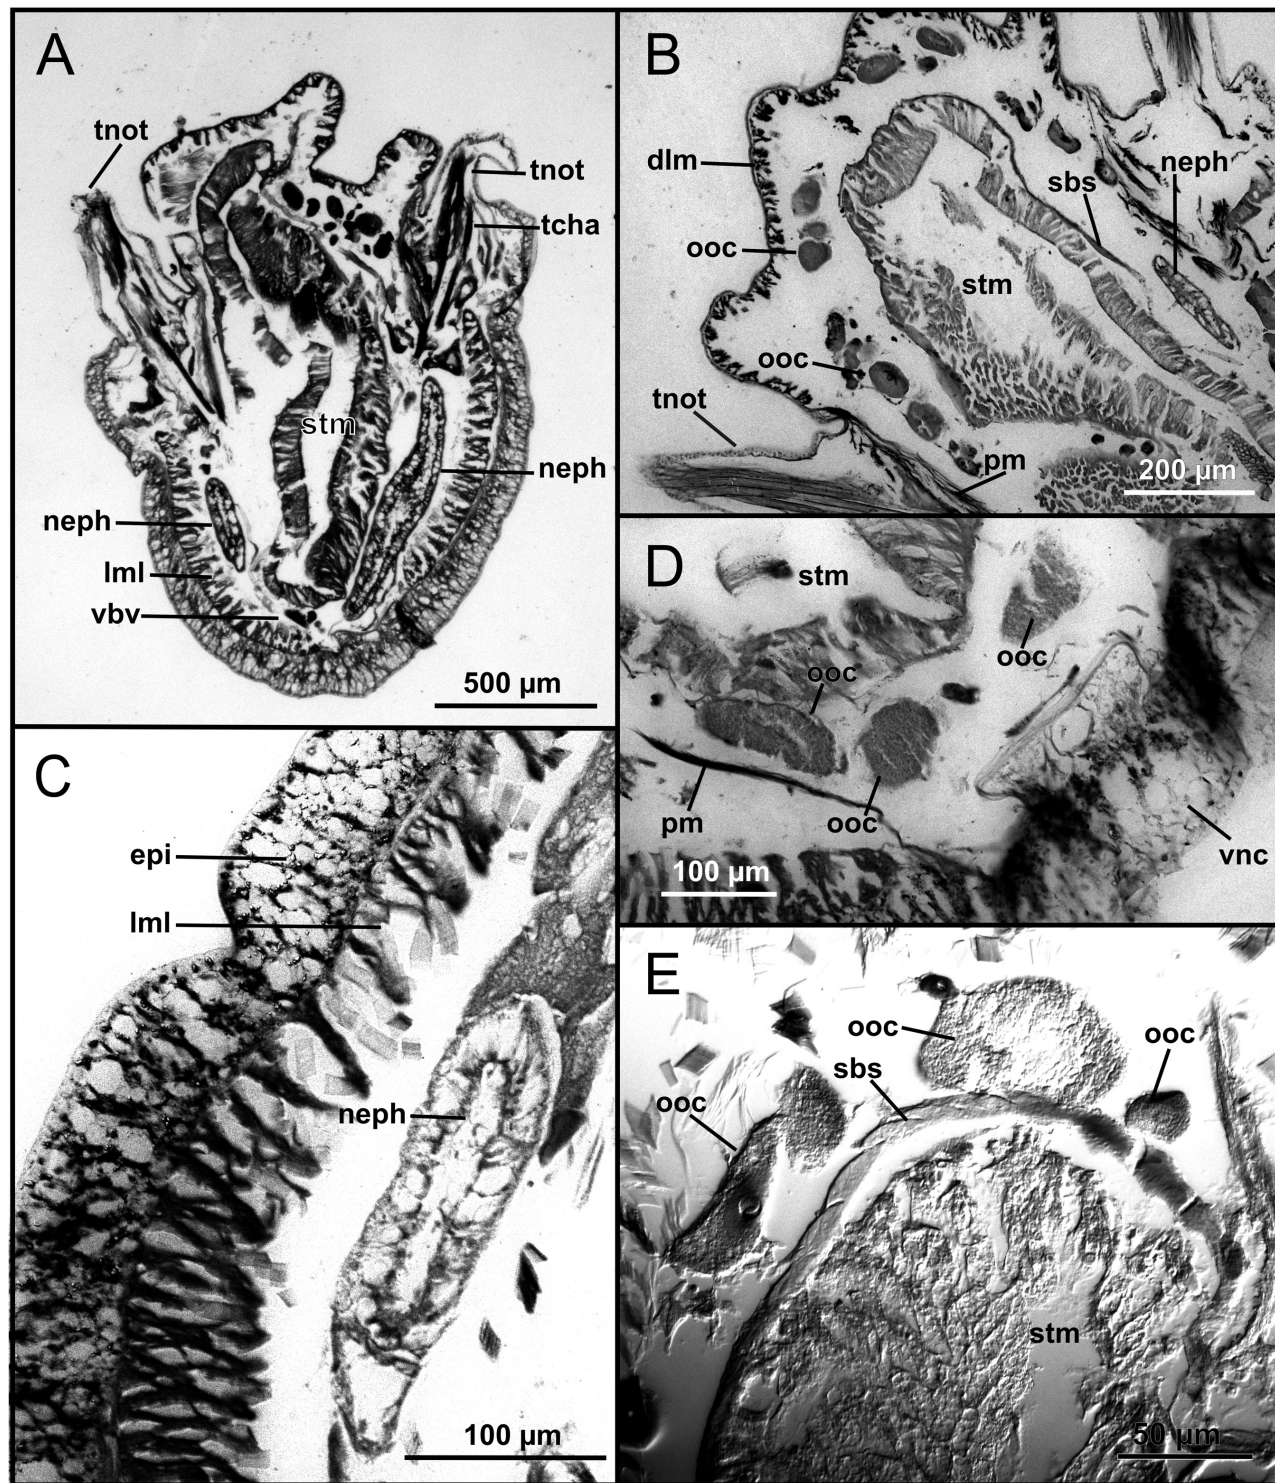 A
tnot
tnot
tcha
stm
neph
neph
lml
vbv
500 µm
B
dlm
neph
sbs
ooc
stm
ooc
tnot
pm
200 µm
C
epi
lml
neph
100 µm
D
stm
ooc
ooc
pm
ooc
vnc
100 µm
E
ooc
ooc
sbs
ooc
stm
50 µm